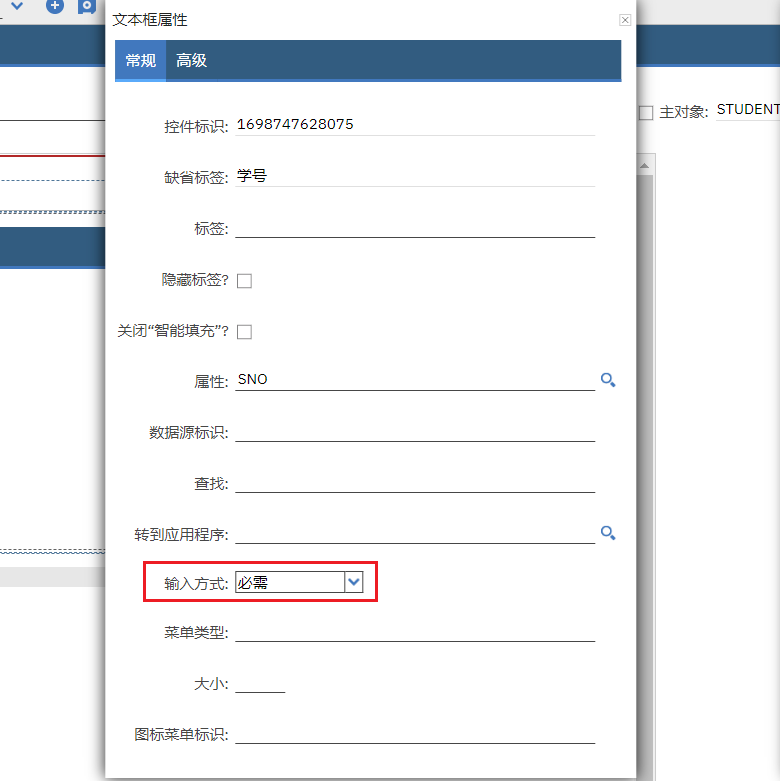 文本框属性
常规 高级
控件标识: 1698747628075
主对象: STUDENT
缺省标签: 学号
标签:
隐藏标签?
关闭“智能填充”?
属性: SNO
数据源标识:
查找:
转到应用程序:
输入方式: 必需
菜单类型:
大小:
图标菜单标识: